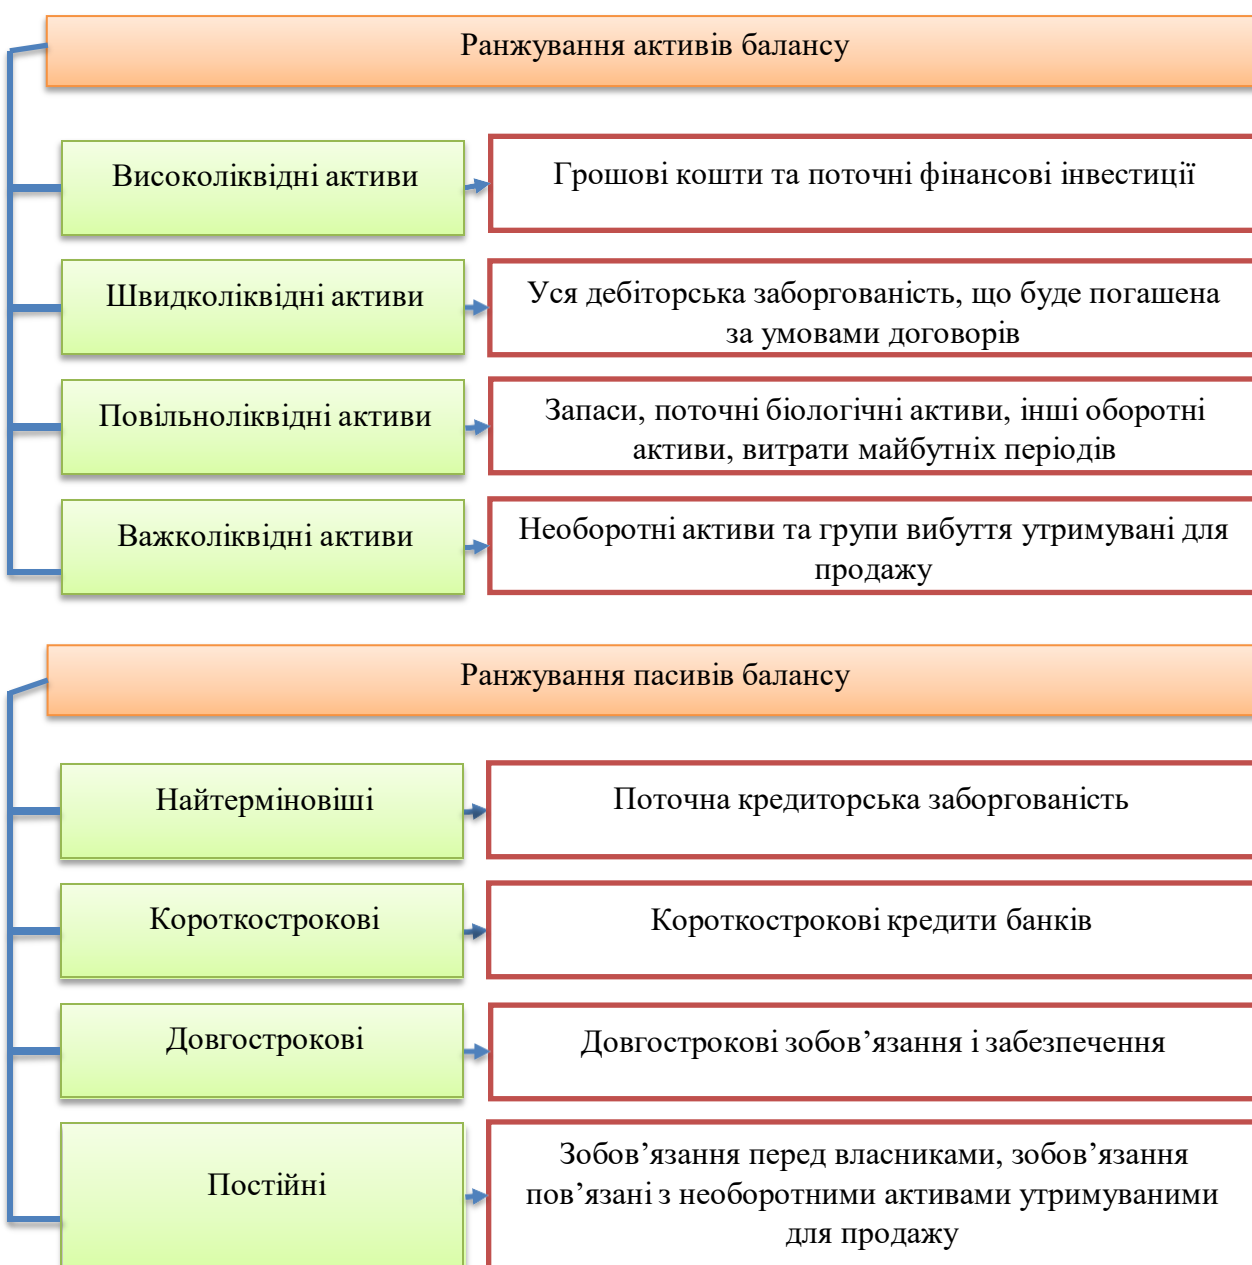 Ранжування активів балансу
Високоліквідні активи
Грошові кошти та поточні фінансові інвестиції
Швидколіквідні активи
Уся дебіторська заборгованість, що буде погашена
за умовами договорів
Повільноліквідні активи
Запаси, поточні біологічні активи, інші оборотні
активи, витрати майбутніх періодів
Важколіквідні активи
Необоротні активи та групи вибуття утримувані для
продажу
Ранжування пасивів балансу
Найтерміновіші
Поточна кредиторська заборгованість
Короткострокові
Короткострокові кредити банків
Довгострокові
Довгострокові зобов’язання і забезпечення
Постійні
Зобов’язання перед власниками, зобов’язання
пов’язані з необоротними активами утримуваними
для продажу